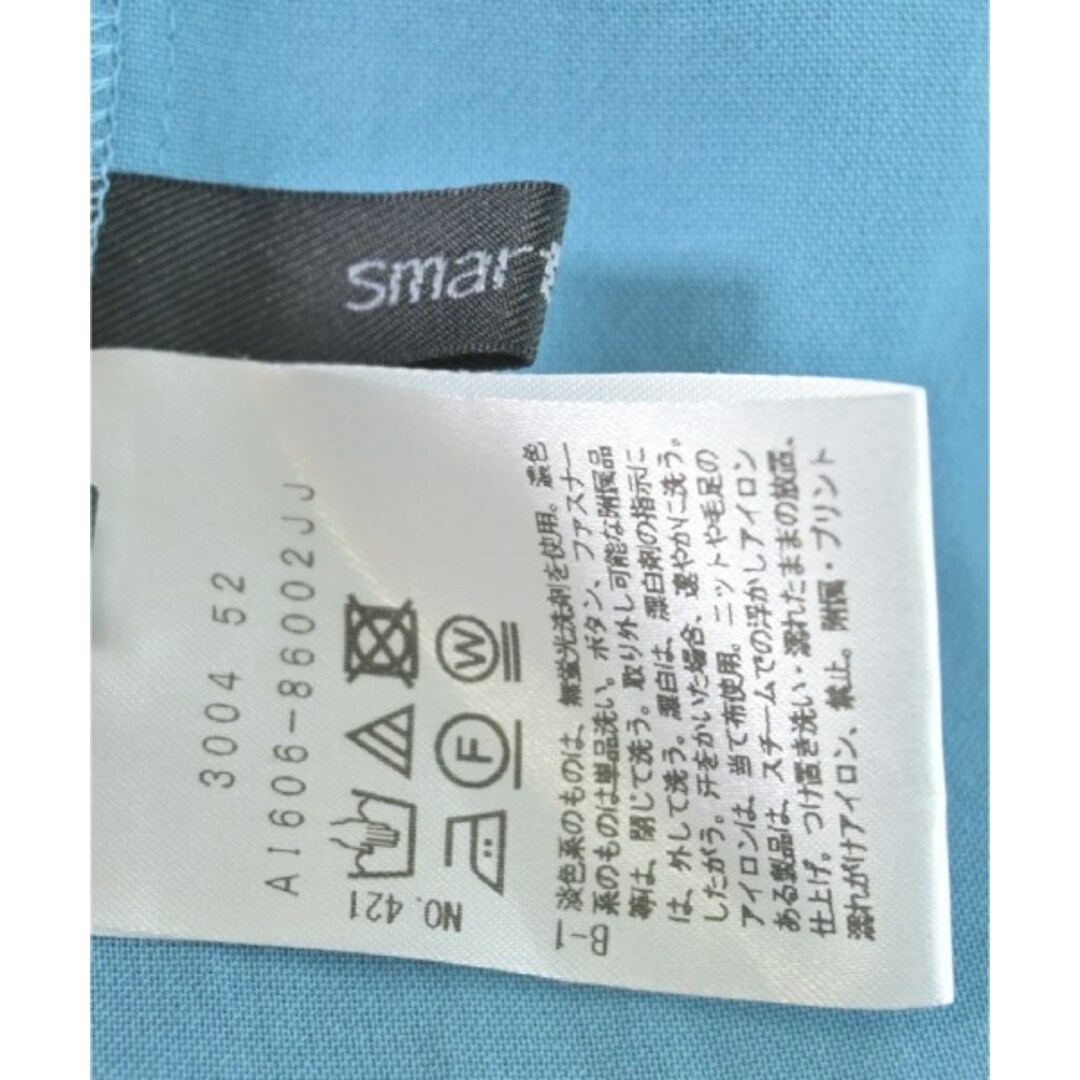 smart
3004 52
AI606-86002JJ
NO.421
W
F
B-1
淡色系のものは、無蛍光洗剤を使用。濃色
系のものは単品洗い。ボタン、ファスナー
等は、閉じて洗う。取り外し可能な附属品
は、外して洗う。漂白は、漂白剤の指示に
したがう。汗をかいた場合、速やかに洗う。
アイロンは、当て布使用。ニットや毛足の
ある製品は、スチームでの浮かしアイロン
仕上げ。つけ置き洗い・濡れたままの放置、
濡れがけアイロン、禁止。附属・プリント